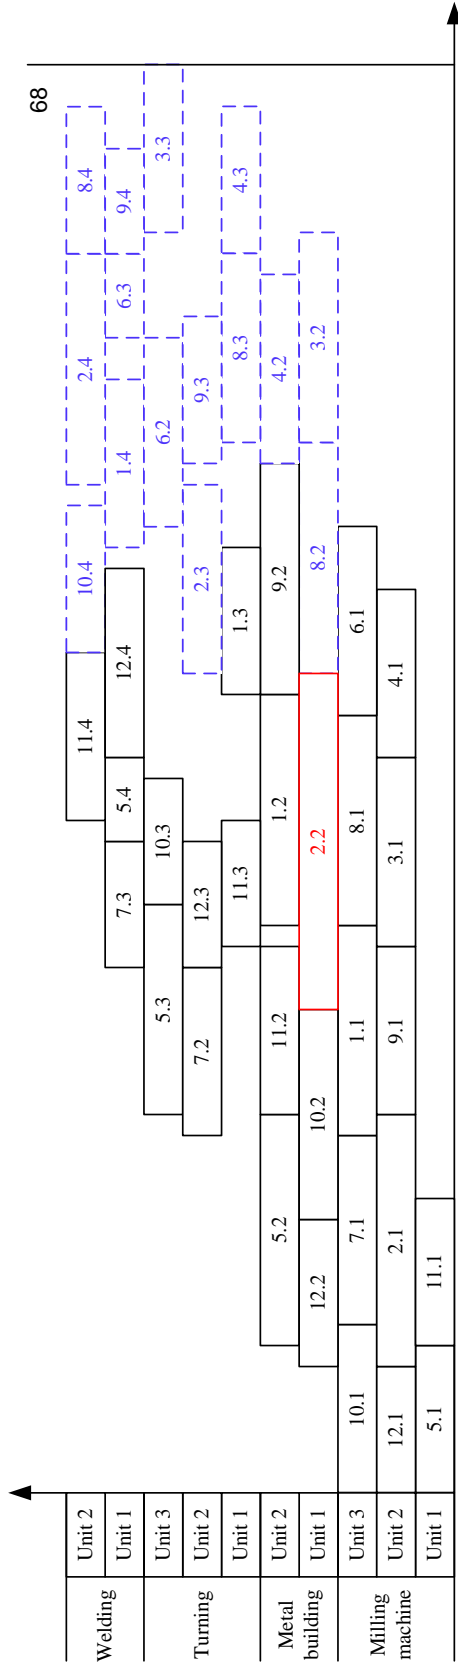 68
Welding
Unit 2
11.4
10.4
2.4
8.4
Unit 1
7.3
5.4
12.4
1.4
6.3
9.4
Turning
Unit 3
5.3
10.3
6.2
3.3
Unit 2
7.2
12.3
2.3
9.3
Unit 1
11.3
1.3
8.3
4.3
Metal
building
Unit 2
5.2
11.2
1.2
9.2
4.2
Unit 1
12.2
10.2
2.2
8.2
3.2
Milling
machine
Unit 3
10.1
7.1
1.1
8.1
6.1
Unit 2
12.1
2.1
9.1
3.1
4.1
Unit 1
5.1
11.1